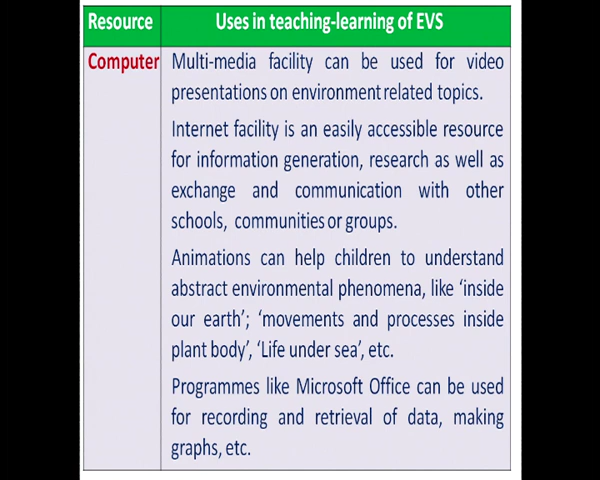 Resource Uses in teaching-learning of EVS
Computer Multi-media facility can be used for video
presentations on environment related topics.
Internet facility is an easily accessible resource
for information generation, research as well as
exchange and communication with other
schools, communities or groups.
Animations can help children to understand
abstract environmental phenomena, like ‘inside
our earth’; ‘movements and processes inside
plant body’, ‘Life under sea’, etc.
Programmes like Microsoft Office can be used
for recording and retrieval of data, making
graphs, etc.